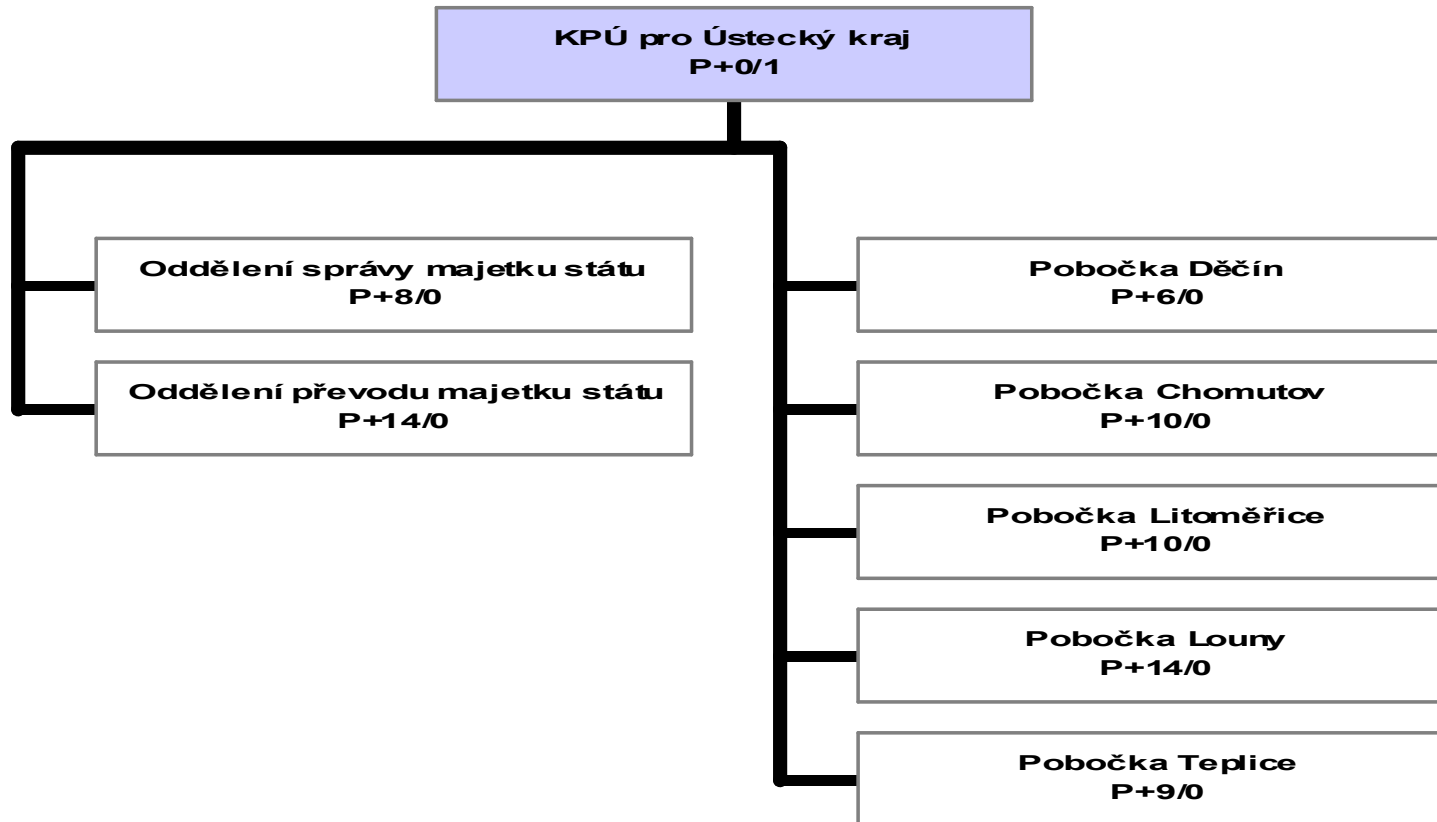 KPÚ pro Ústecký kraj
P+0/1
Oddělení správy majetku státu
P+8/0
Oddělení převodu majetku státu
P+14/0
Pobočka Děčín
P+6/0
Pobočka Chomutov
P+10/0
Pobočka Litoměřice
P+10/0
Pobočka Louny
P+14/0
Pobočka Teplice
P+9/0